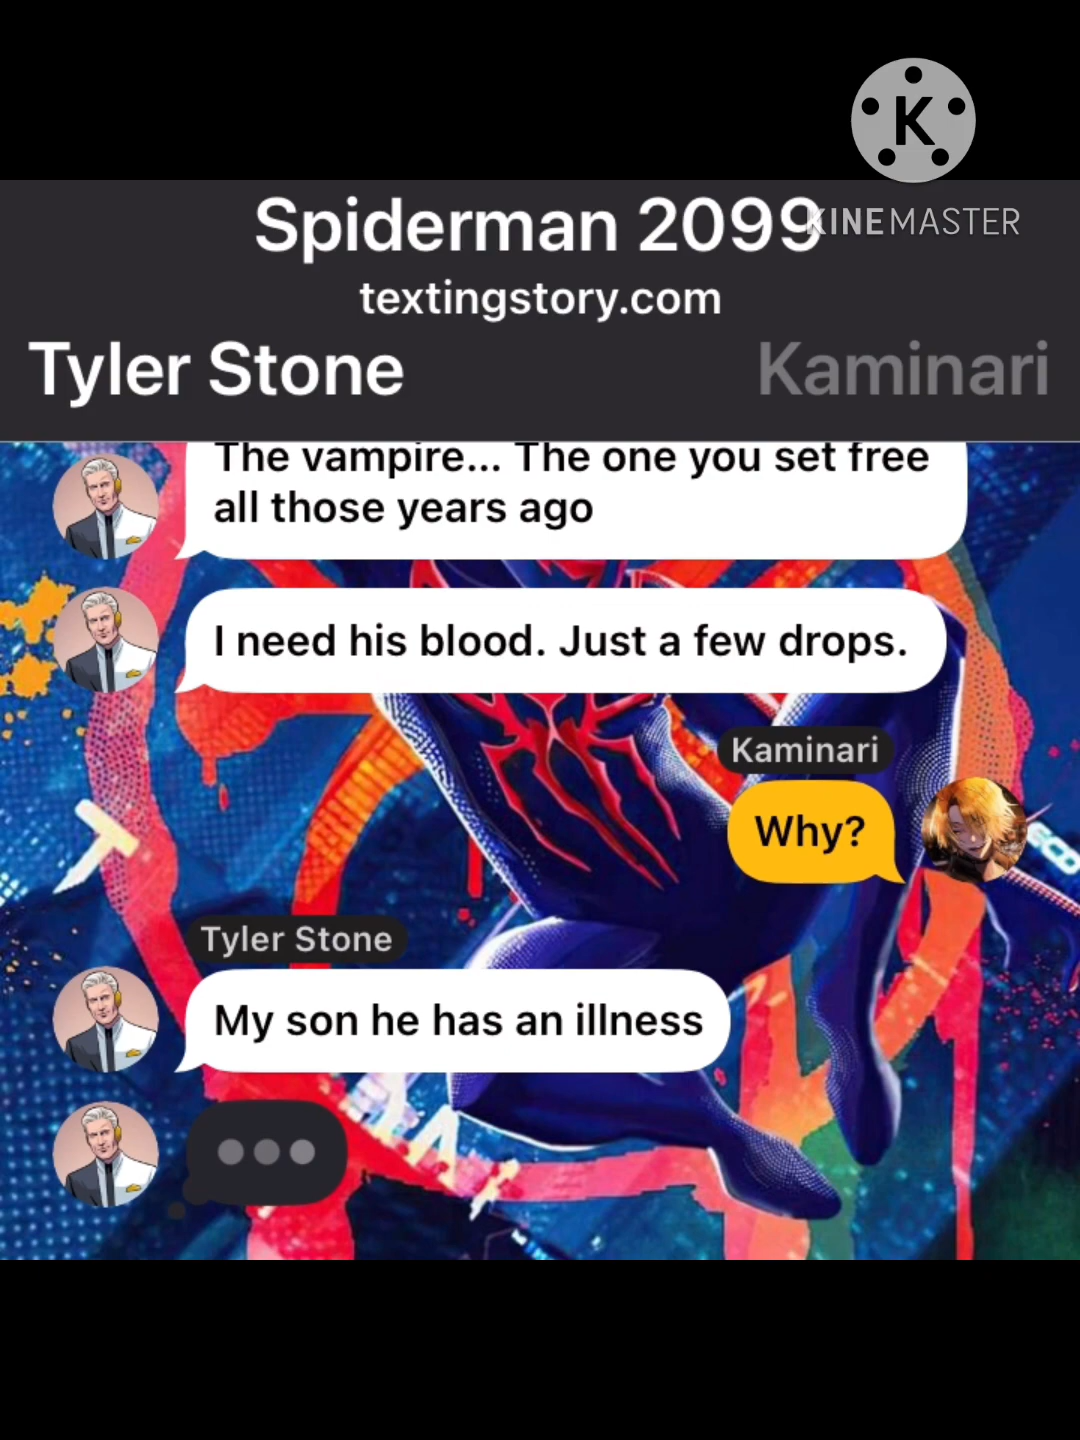 K
KINEMASTER
Spiderman 2099
textingstory.com
Tyler Stone
Kaminari
The vampire... The one you set free
all those years ago
I need his blood. Just a few drops.
Kaminari
Why?
Tyler Stone
My son he has an illness